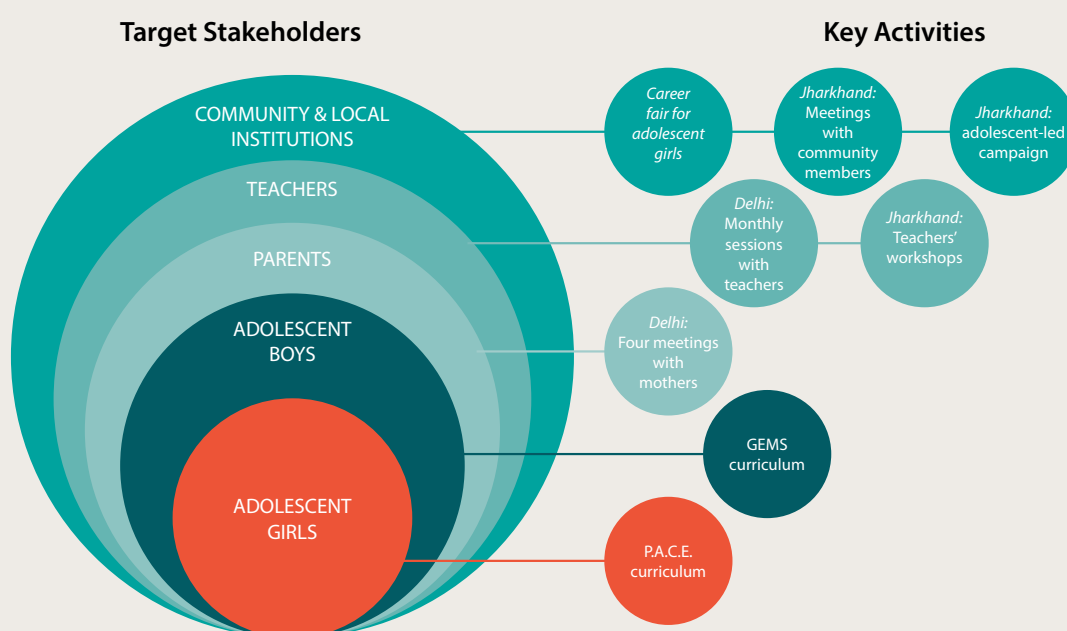 Target Stakeholders
Key Activities
COMMUNITY & LOCAL
INSTITUTIONS
TEACHERS
PARENTS
ADOLESCENT
BOYS
ADOLESCENT
GIRLS
Career
fair for
adolescent
girls
Jharkhand:
Meetings
with
community
members
Jharkhand:
adolescent-led
campaign
Delhi:
Monthly
sessions
with
teachers
Jharkhand:
Teachers’
workshops
Delhi:
Four meetings
with
mothers
GEMS
curriculum
P.A.C.E.
curriculum